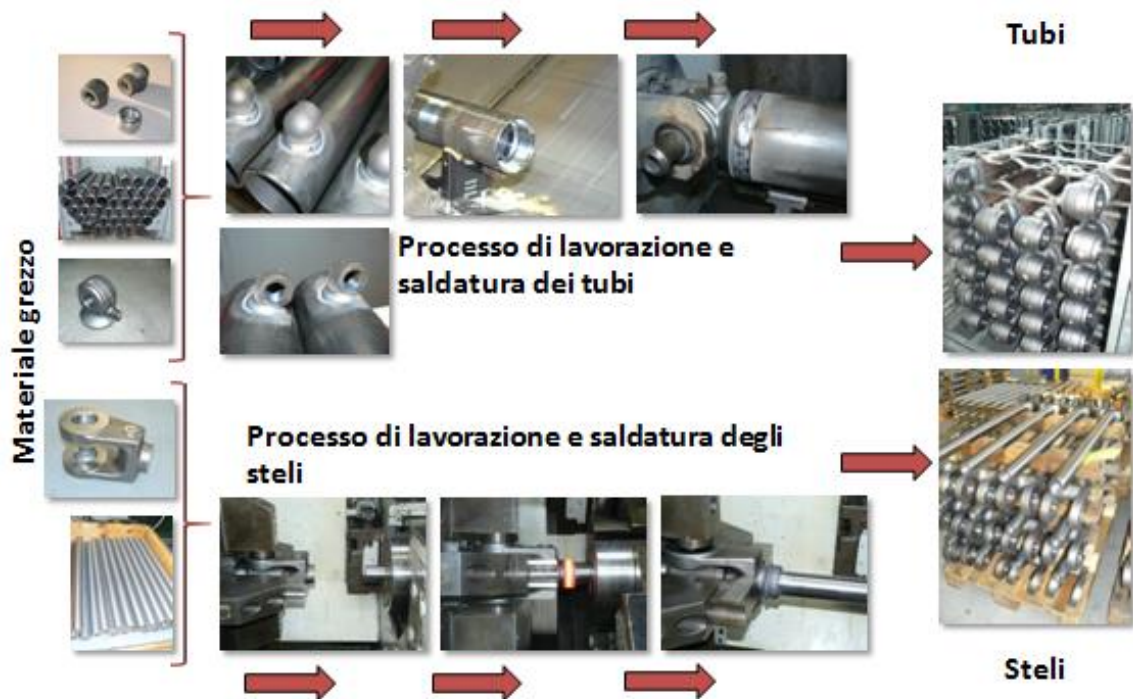 Tubi
Materiale grezzo
Processo di lavorazione e
saldatura dei tubi
Processo di lavorazione e saldatura degli
steli
Steli